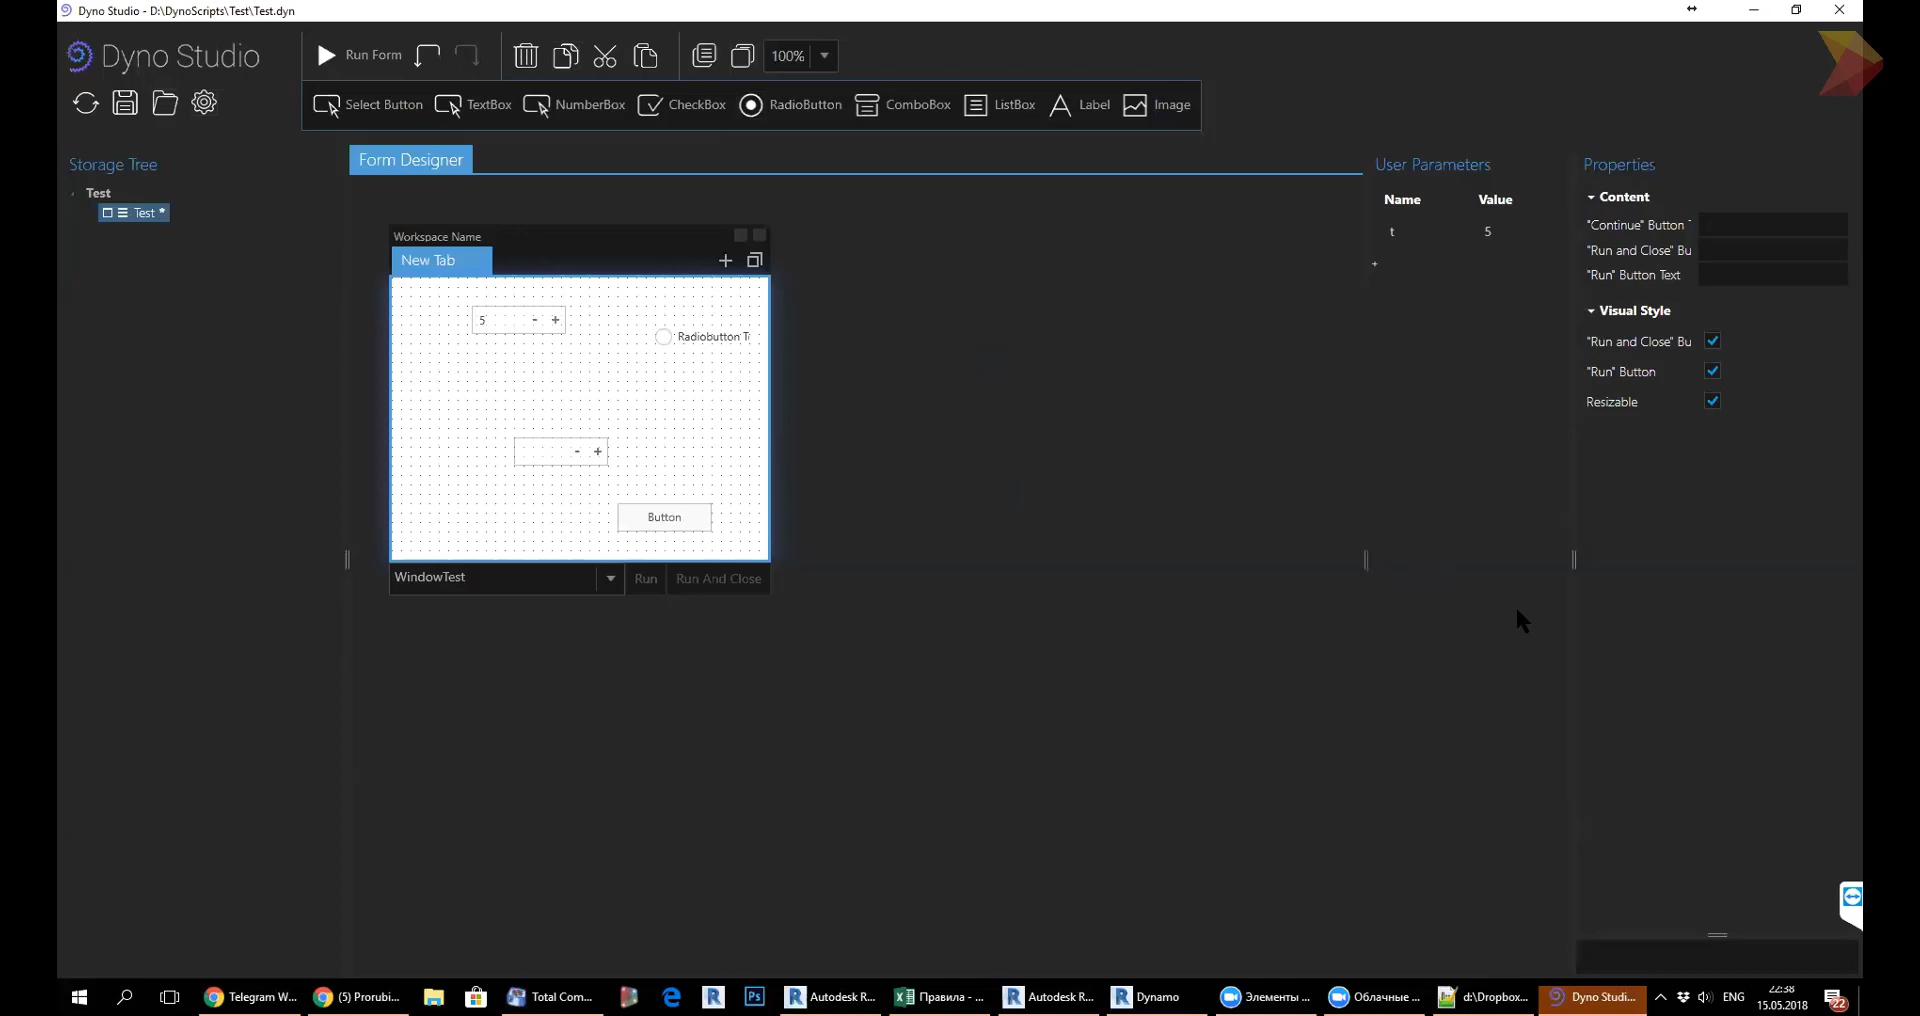 Dyno Studio - D:\DynoScripts\Test\Test.dyn
Dyno Studio
Run Form
100%
Select Button TextBox NumberBox CheckBox RadioButton ComboBox ListBox Label Image
Storage Tree
Test
Test *
Form Designer
Workspace Name
New Tab
5 - +
Radiobutton T
- +
Button
WindowTest Run Run And Close
User Parameters
Name Value
t 5
+
Properties
Content
"Continue" Button
"Run and Close" Bu
"Run" Button Text
Visual Style
"Run and Close" Bu
"Run" Button
Resizable
Telegram W... (5) Prorubi... Total Com... Ps Autodesk R... Правила - ... Autodesk R... Dynamo Элементы ... Облачные ... d:\Dropbox... Dyno Studi... ENG
22:38
15.05.2018
22